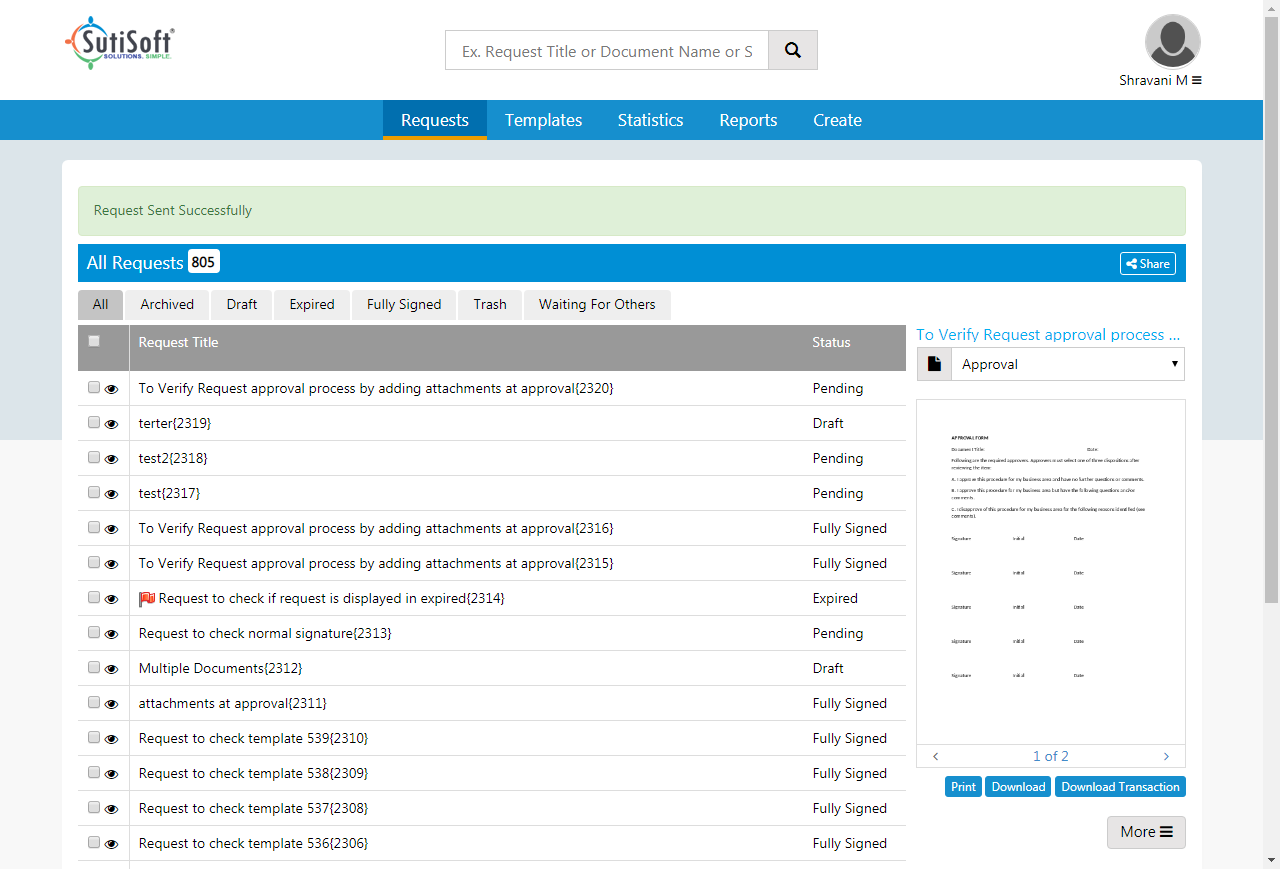 SutiSoft®
SOLUTIONS. SIMPLE.
Ex. Request Title or Document Name or S
Shravani M
Requests Templates Statistics Reports Create
Request Sent Successfully
All Requests 805
Share
All Archived Draft Expired Fully Signed Trash Waiting For Others
Request Title Status
To Verify Request approval process by adding attachments at approval{2320} Pending
terter{2319} Draft
test2{2318} Pending
test{2317} Pending
To Verify Request approval process by adding attachments at approval{2316} Fully Signed
To Verify Request approval process by adding attachments at approval{2315} Fully Signed
Request to check if request is displayed in expired{2314} Expired
Request to check normal signature{2313} Pending
Multiple Documents{2312} Draft
attachments at approval{2311} Fully Signed
Request to check template 539{2310} Fully Signed
Request to check template 538{2309} Fully Signed
Request to check template 537{2308} Fully Signed
Request to check template 536{2306} Fully Signed
To Verify Request approval process ...
Approval
APPROVAL FORM
Document Title: Date:
Following are the required approvers. Approvers must select one of three dispositions after
reviewing the item:
A. I approve this procedure for my business area and have no further questions or comments.
B. I approve this procedure for my business area but have the following questions and/or
comments.
C. I disapprove of this procedure for my business area for the following reasons identified (see
comments).
Signature Initial Date
Signature Initial Date
Signature Initial Date
Signature Initial Date
Signature Initial Date
1 of 2
Print Download Download Transaction
More